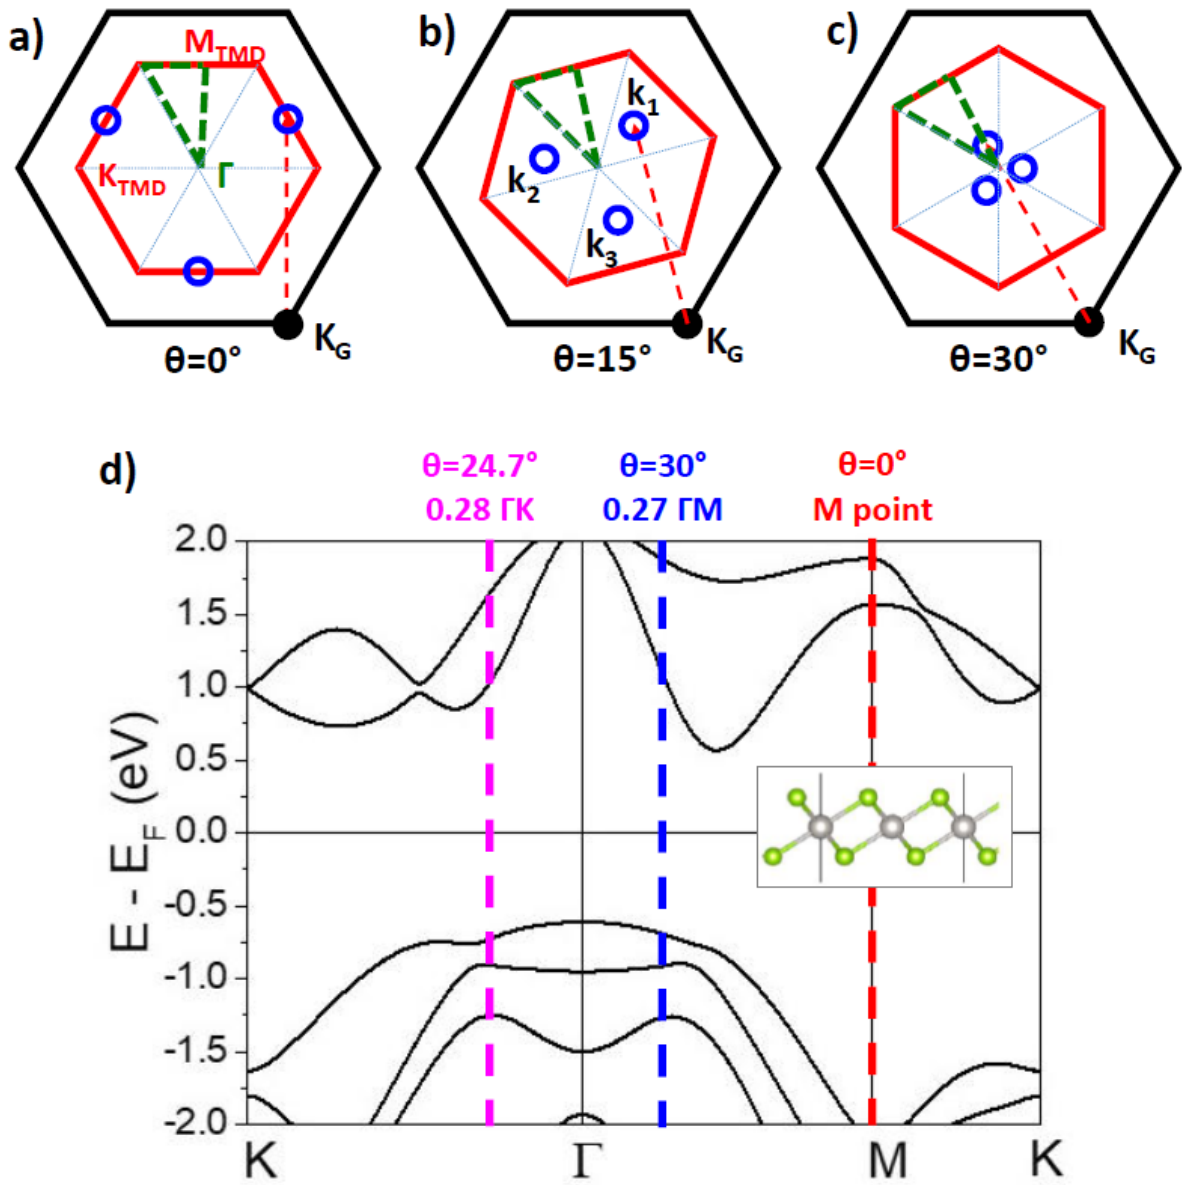 a)
M_TMD
K_TMD
Γ
K_G
θ=0°
b)
k_1
k_2
k_3
K_G
θ=15°
c)
K_G
θ=30°
d)
θ=24.7°
0.28 ΓK
θ=30°
0.27 ΓM
θ=0°
M point
E - E_F (eV)
2.0
1.5
1.0
0.5
0.0
-0.5
-1.0
-1.5
-2.0
K
Γ
M
K